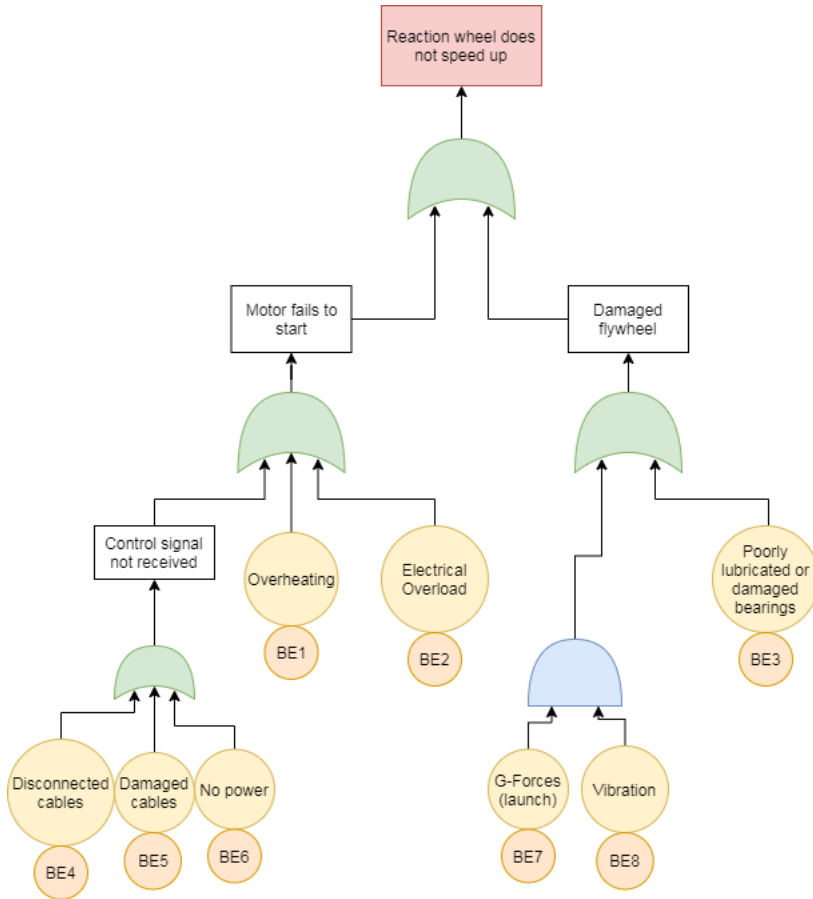 Reaction wheel does
not speed up
Motor fails to
start
Damaged
flywheel
Control signal
not received
Overheating
BE1
Electrical
Overload
BE2
Poorly
lubricated or
damaged
bearings
BE3
Disconnected
cables
BE4
Damaged
cables
BE5
No power
BE6
G-Forces
(launch)
BE7
Vibration
BE8